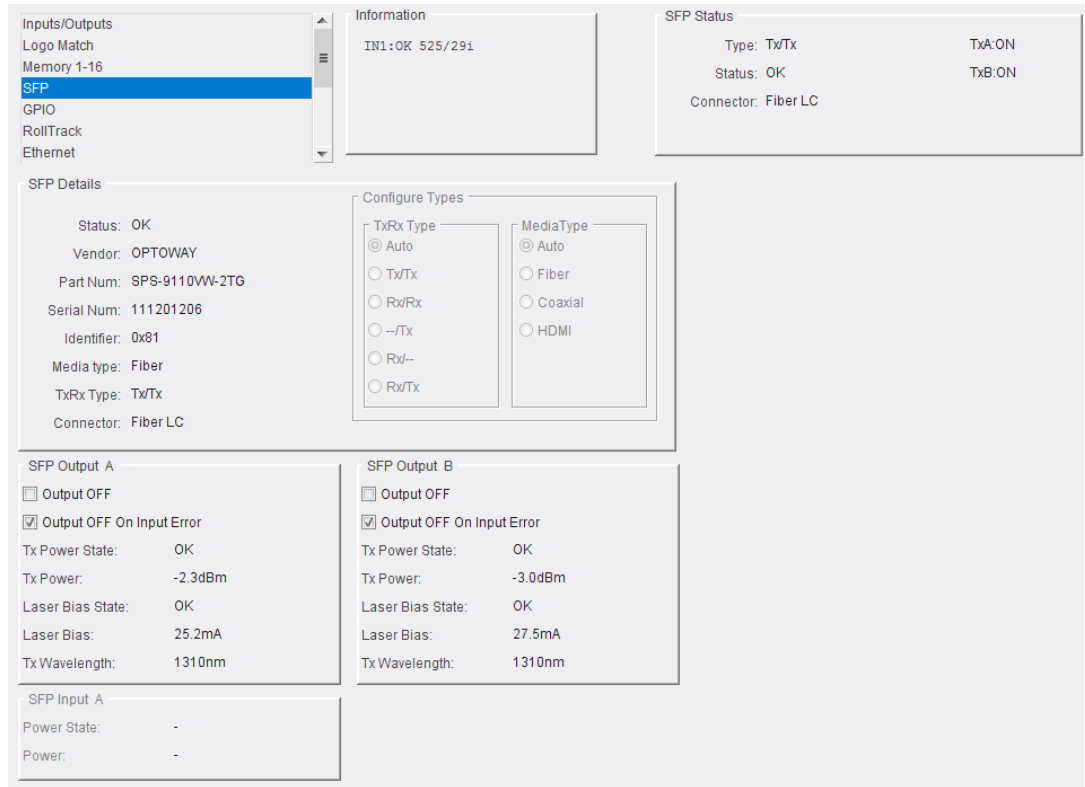 Inputs/Outputs
Logo Match
Memory 1-16
SFP
GPIO
RollTrack
Ethernet
Information
IN1:OK 525/29i
SFP Status
Type: Tx/Tx TxA:ON
Status: OK TxB:ON
Connector: Fiber LC
SFP Details
Status: OK
Vendor: OPTOWAY
Part Num: SPS-9110VW-2TG
Serial Num: 111201206
Identifier: 0x81
Media type: Fiber
TxRx Type: Tx/Tx
Connector: Fiber LC
Configure Types
TxRx Type
Auto
Tx/Tx
Rx/Rx
--/Tx
Rx/--
Rx/Tx
MediaType
Auto
Fiber
Coaxial
HDMI
SFP Output A
Output OFF
Output OFF On Input Error
Tx Power State: OK
Tx Power: -2.3dBm
Laser Bias State: OK
Laser Bias: 25.2mA
Tx Wavelength: 1310nm
SFP Output B
Output OFF
Output OFF On Input Error
Tx Power State: OK
Tx Power: -3.0dBm
Laser Bias State: OK
Laser Bias: 27.5mA
Tx Wavelength: 1310nm
SFP Input A
Power State: -
Power: -